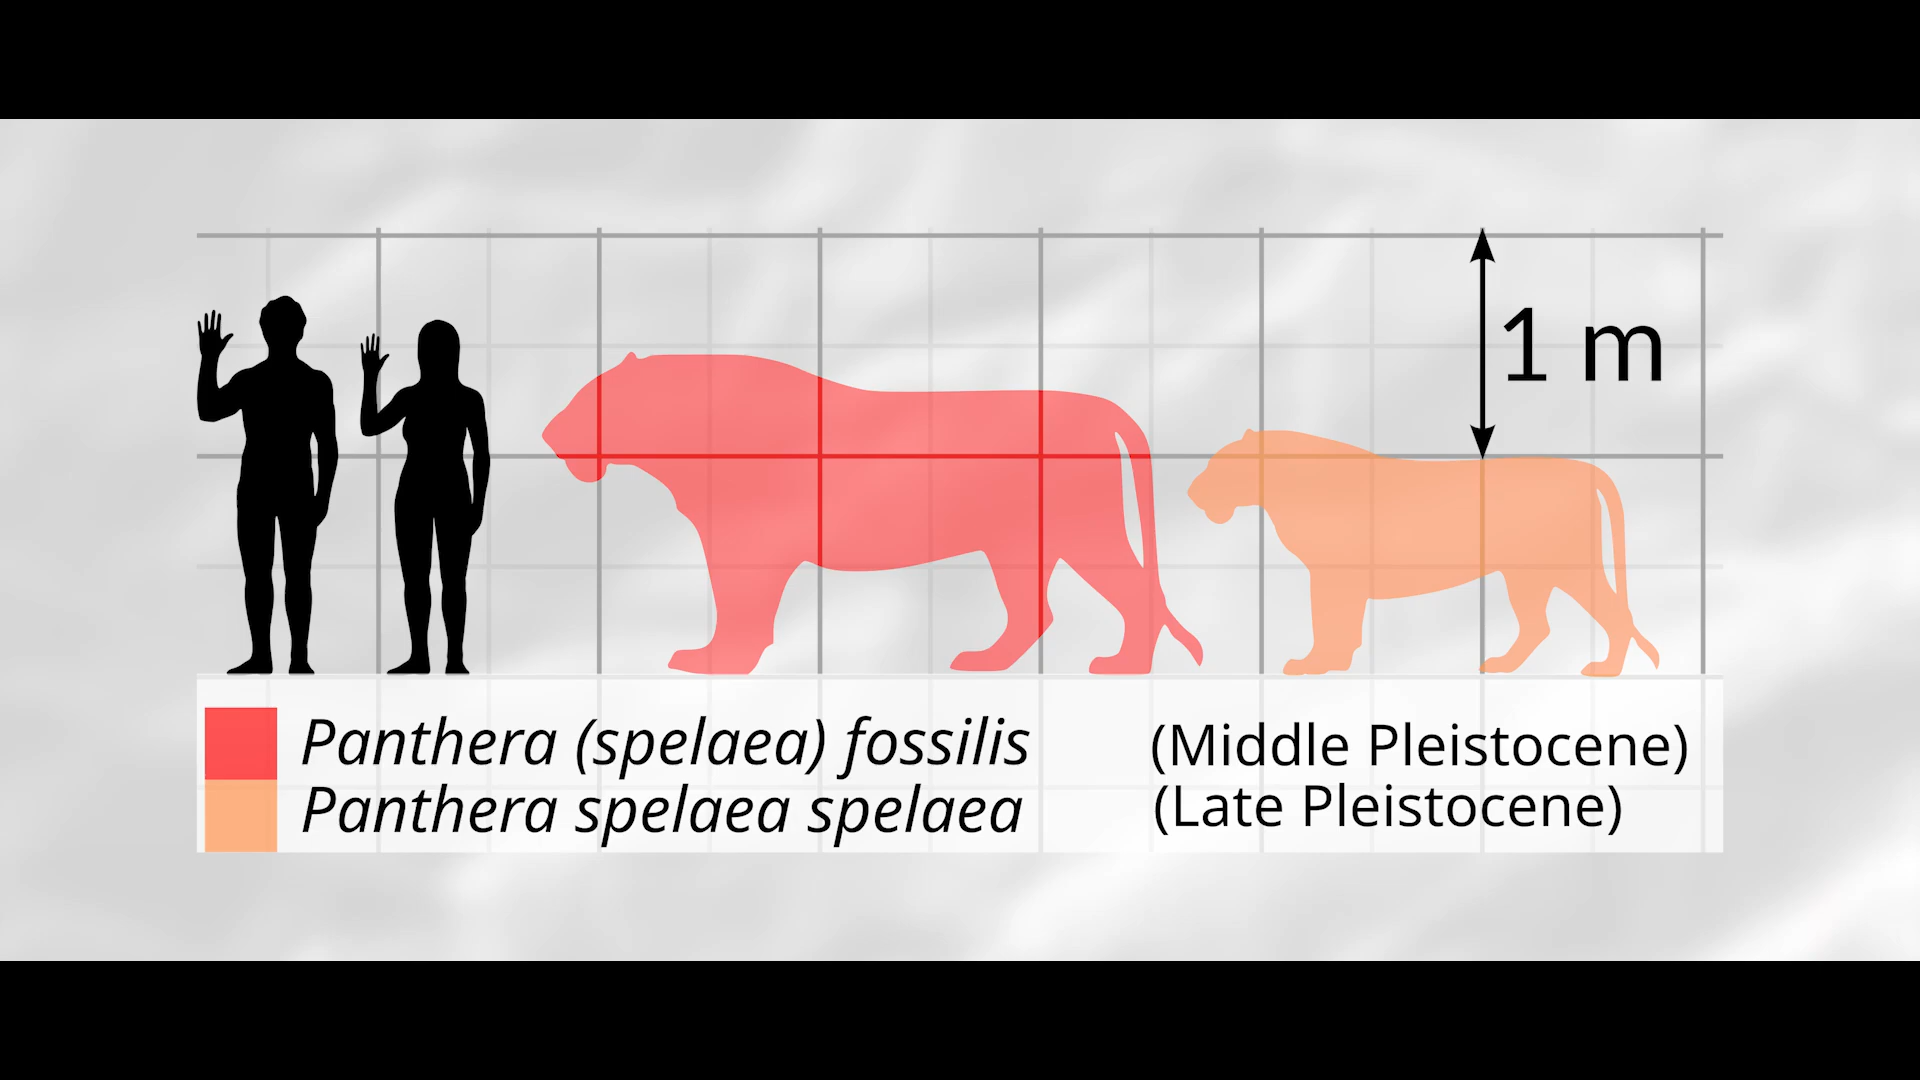 1 m
Panthera (spelaea) fossilis (Middle Pleistocene)
Panthera spelaea spelaea (Late Pleistocene)